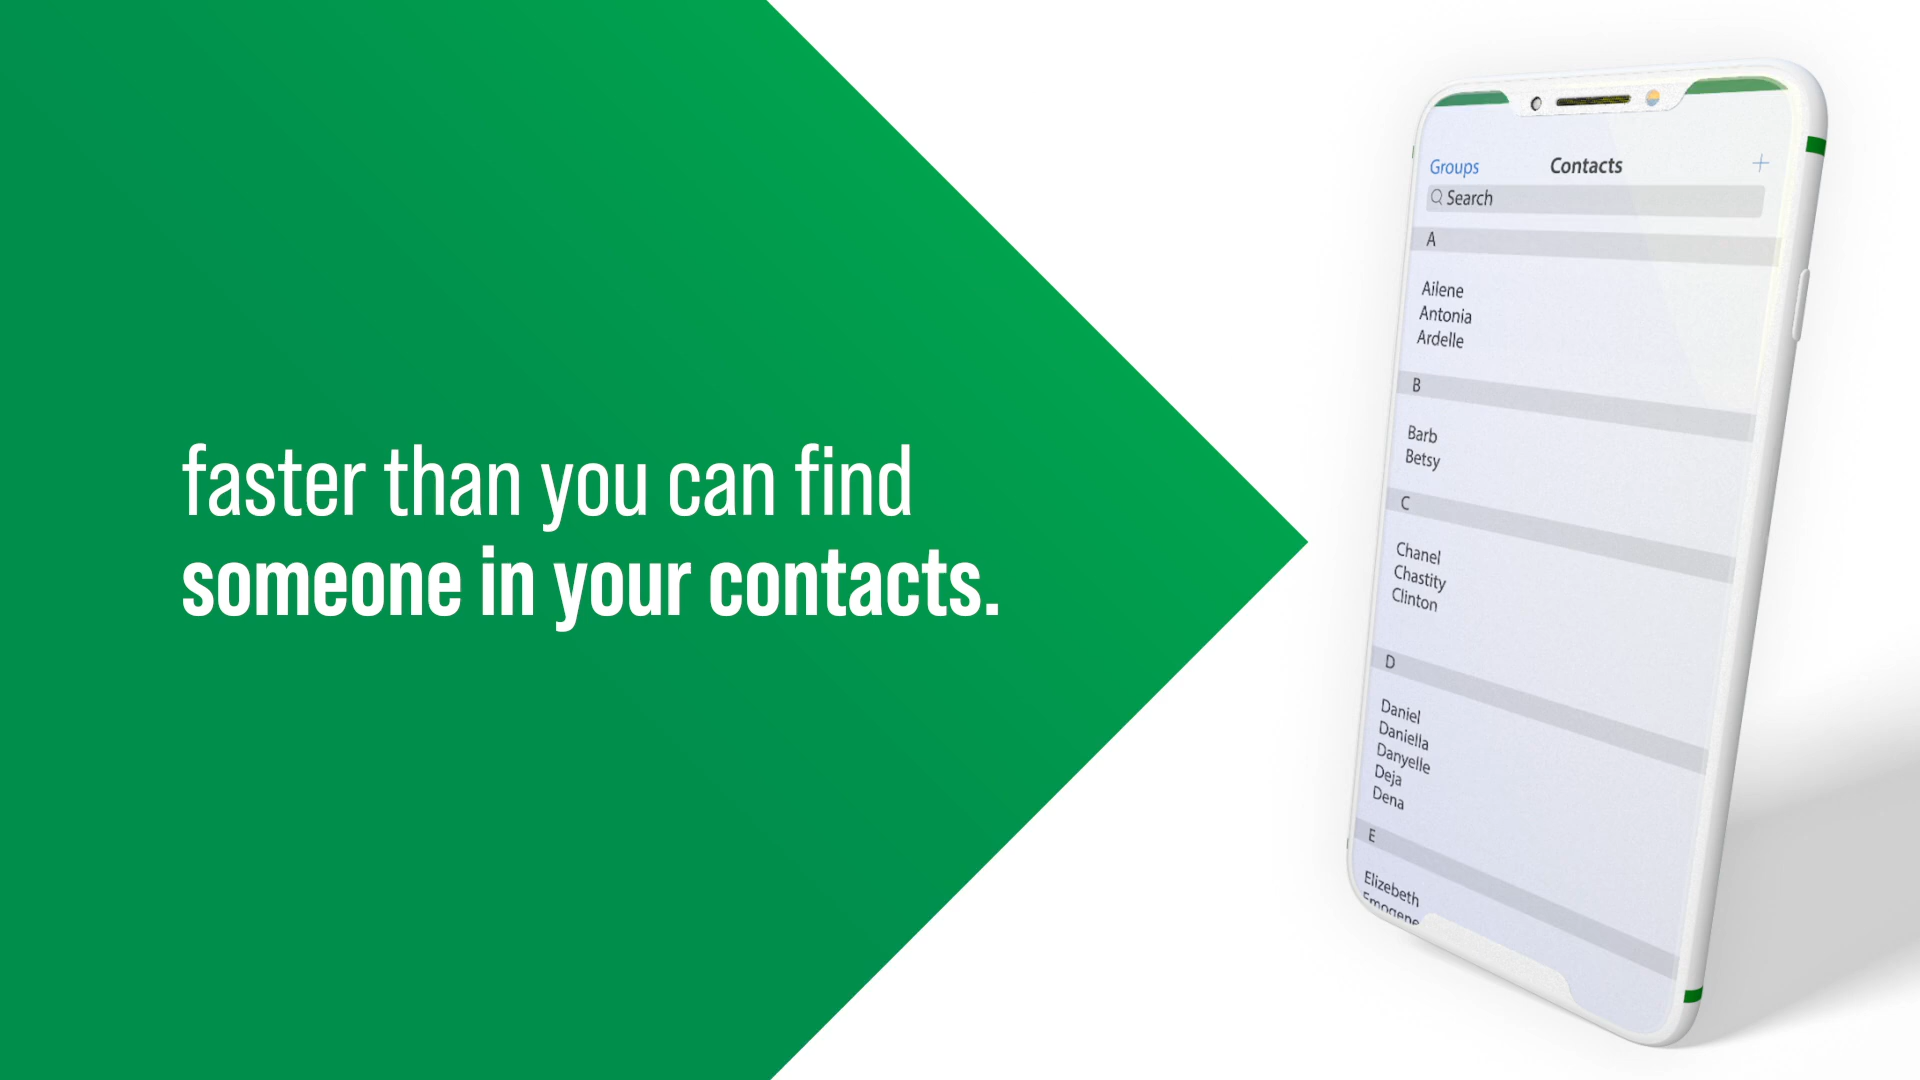 faster than you can find
someone in your contacts.
Groups Contacts +
Search
A
Ailene
Antonia
Ardelle
B
Barb
Betsy
C
Chanel
Chastity
Clinton
D
Daniel
Daniella
Danyelle
Deja
Dena
E
Elizebeth
Emogene